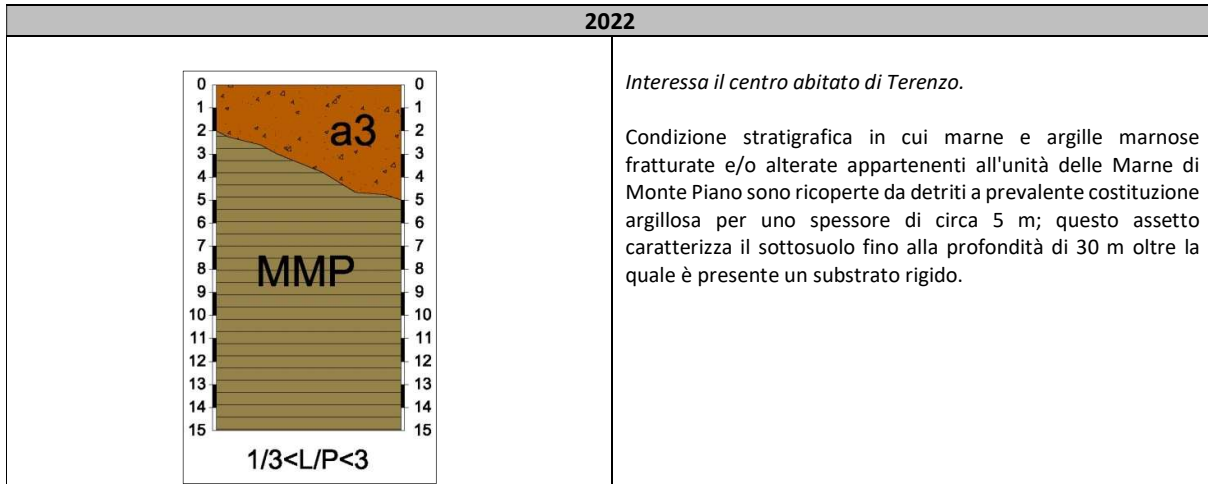 2022
0 0
1 1
2 2
a3
3 3
4 4
5 5
6 6
7 7
MMP
8 8
9 9
10 10
11 11
12 12
13 13
14 14
15 15
1/3<L/P<3
Interessa il centro abitato di Terenzo.
Condizione stratigrafica in cui marne e argille marnose
fratturate e/o alterate appartenenti all'unità delle Marne di
Monte Piano sono ricoperte da detriti a prevalente costituzione
argillosa per uno spessore di circa 5 m; questo assetto
caratterizza il sottosuolo fino alla profondità di 30 m oltre la
quale è presente un substrato rigido.